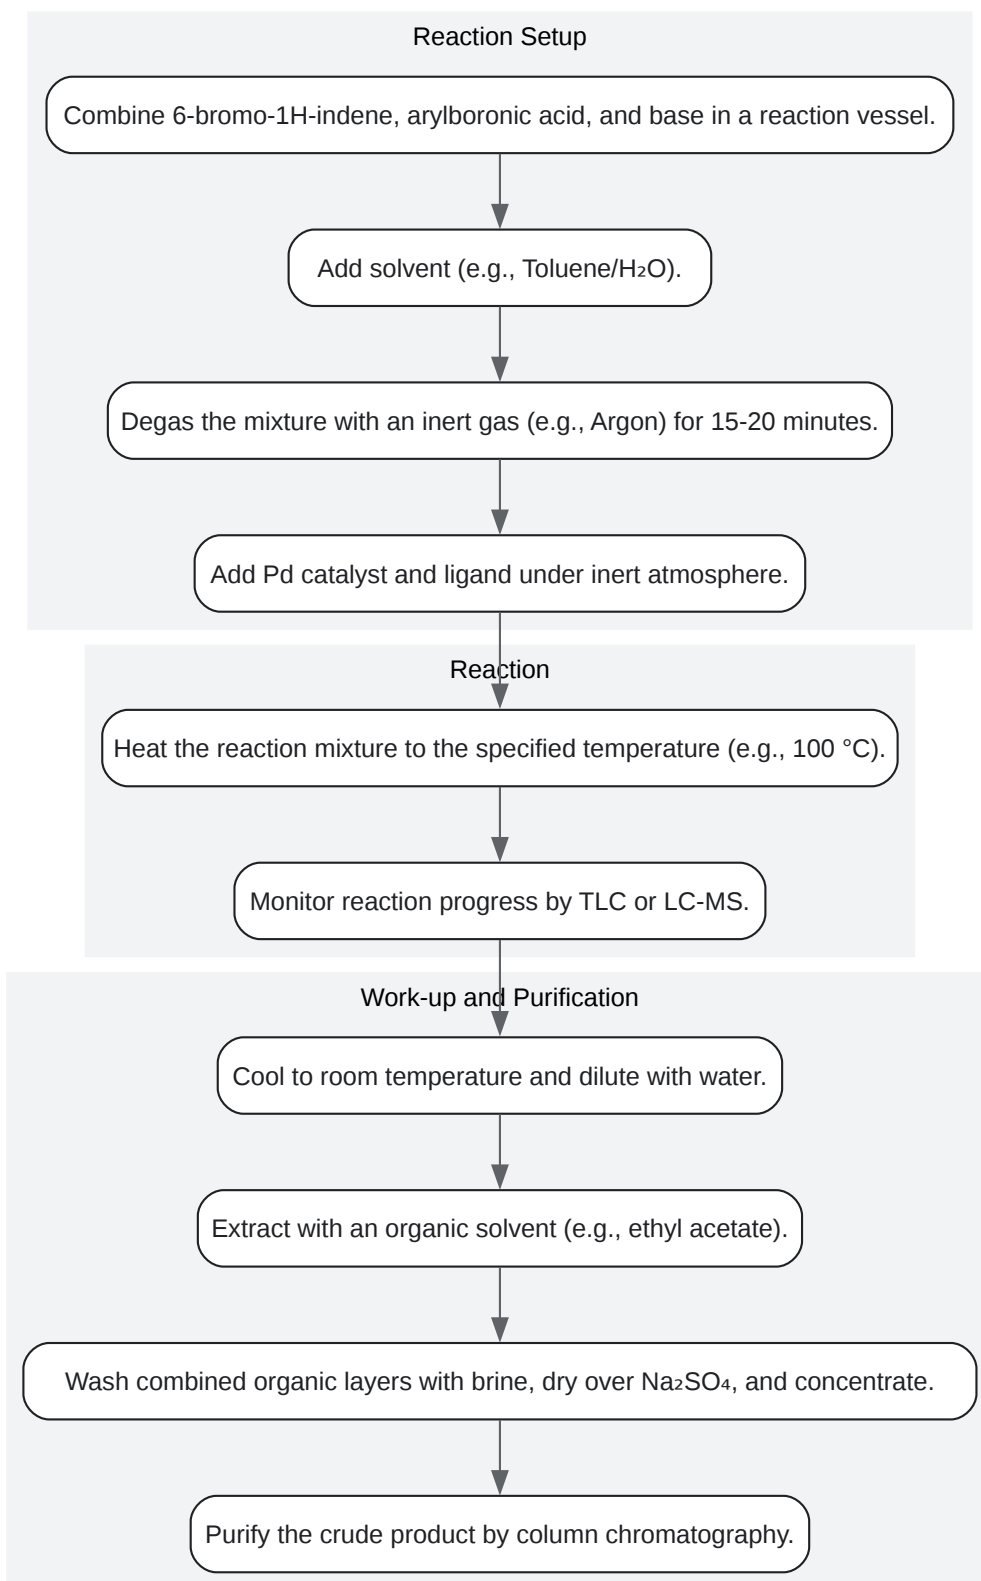 Reaction Setup
Combine 6-bromo-1H-indene, arylboronic acid, and base in a reaction vessel.
Add solvent (e.g., Toluene/H₂O).
Degas the mixture with an inert gas (e.g., Argon) for 15-20 minutes.
Add Pd catalyst and ligand under inert atmosphere.
Reaction
Heat the reaction mixture to the specified temperature (e.g., 100 °C).
Monitor reaction progress by TLC or LC-MS.
Work-up and Purification
Cool to room temperature and dilute with water.
Extract with an organic solvent (e.g., ethyl acetate).
Wash combined organic layers with brine, dry over Na₂SO₄, and concentrate.
Purify the crude product by column chromatography.